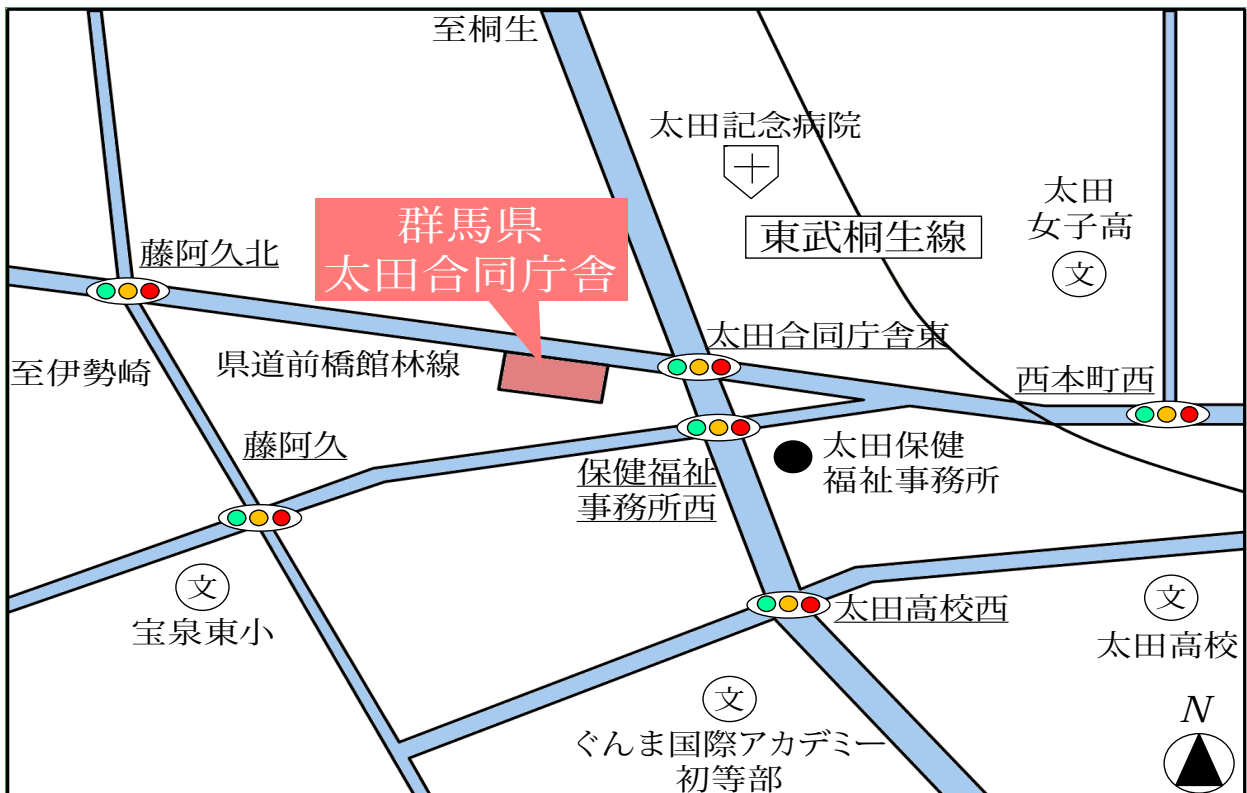 至桐生
太田記念病院
太田
女子高
文
東武桐生線
群馬県
太田合同庁舎
藤阿久北
太田合同庁舎東
至伊勢崎
県道前橋館林線
西本町西
藤阿久
保健福祉
事務所西
太田保健
福祉事務所
文
宝泉東小
太田高校西
文
太田高校
文
ぐんま国際アカデミー
初等部
N